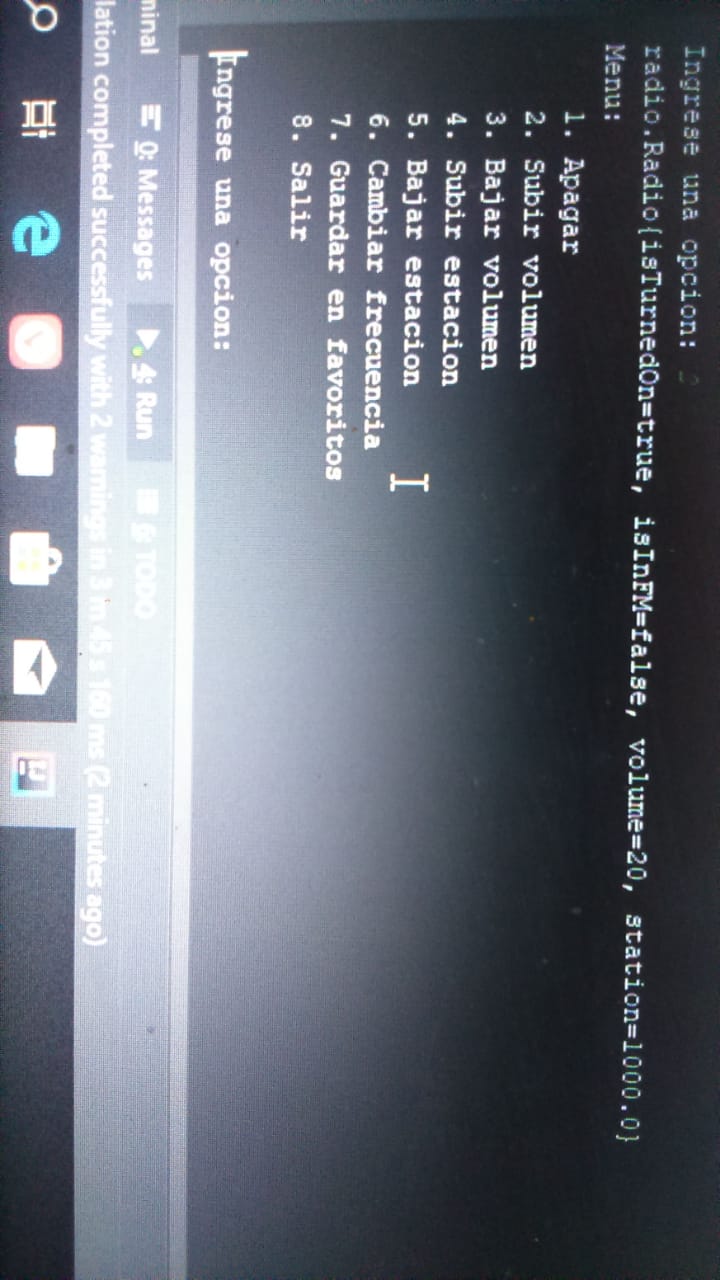 Ingrese una opcion:
radio.Radio{isTurnedOn=true, isInFM=false, volume=20, station=1000.0}
Menu:
1. Apagar
2. Subir volumen
3. Bajar volumen
4. Subir estacion
5. Bajar estacion
6. Cambiar frecuencia
7. Guardar en favoritos
8. Salir
Ingrese una opcion:
minal 0: Messages 4: Run 6: TODO
lation completed successfully with 2 warnings in 3 m 45 s 160 ms (2 minutes ago)
IJ